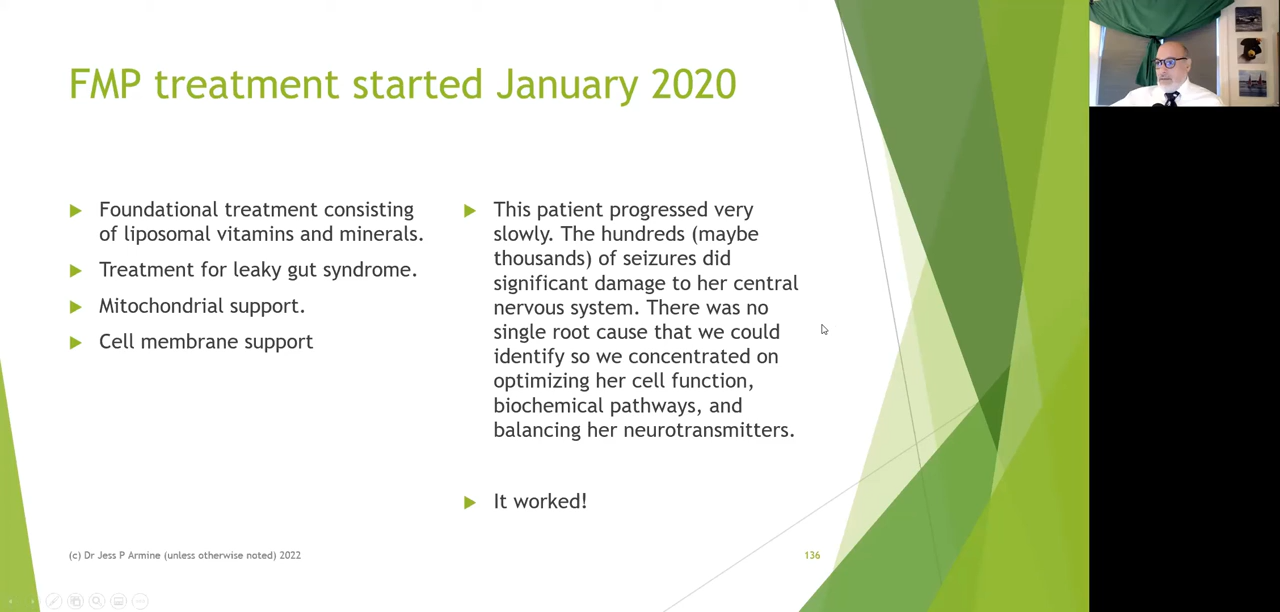 FMP treatment started January 2020
Foundational treatment consisting
of liposomal vitamins and minerals.
Treatment for leaky gut syndrome.
Mitochondrial support.
Cell membrane support
This patient progressed very
slowly. The hundreds (maybe
thousands) of seizures did
significant damage to her central
nervous system. There was no
single root cause that we could
identify so we concentrated on
optimizing her cell function,
biochemical pathways, and
balancing her neurotransmitters.
It worked!
(c) Dr Jess P Armine (unless otherwise noted) 2022
136